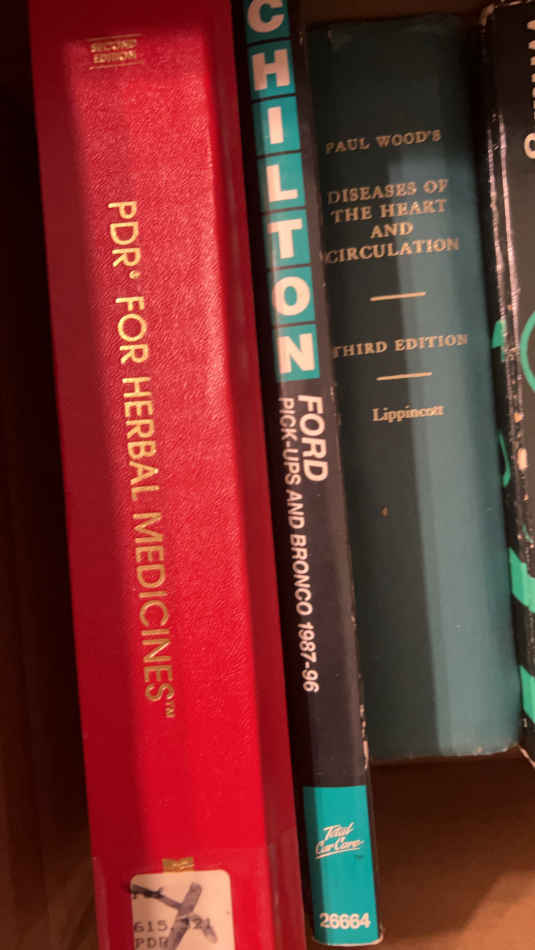 SECOND
EDITION
PDR® FOR HERBAL MEDICINES™
615.321
PDR
CHILTON
FORD
PICK-UPS AND BRONCO 1987-96
Total
Car Care
26664
PAUL WOOD'S
DISEASES OF
THE HEART
AND
CIRCULATION
THIRD EDITION
Lippincott